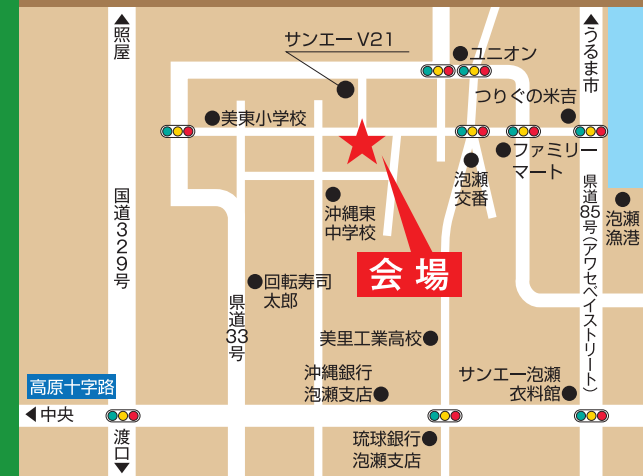 照屋
サンエーV21
ユニオン
うるま市
つりぐの米吉
美東小学校
ファミリー
マート
泡瀬
交番
沖縄東
中学校
国道329号
県道85号(アワセベイストリート)
泡瀬
漁港
会場
回転寿司
太郎
県道33号
美里工業高校
沖縄銀行
泡瀬支店
サンエー泡瀬
衣料館
高原十字路
中央
渡口
琉球銀行
泡瀬支店